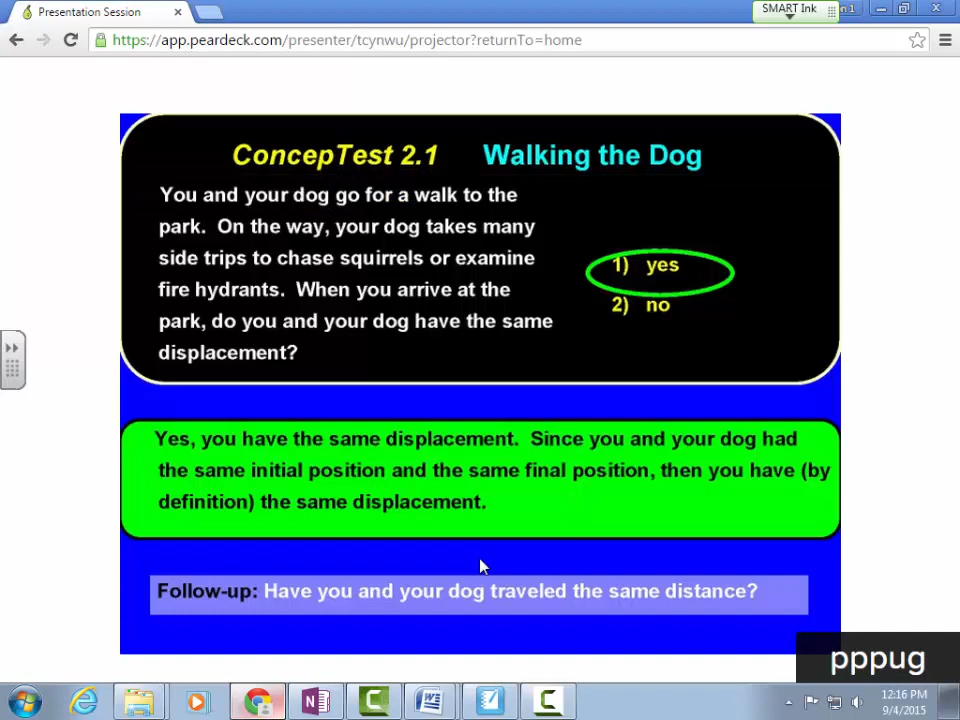 Presentation Session
SMART Ink
https://app.peardeck.com/presenter/tcynwu/projector?returnTo=home
ConcepTest 2.1 Walking the Dog
You and your dog go for a walk to the
park. On the way, your dog takes many
side trips to chase squirrels or examine
fire hydrants. When you arrive at the
park, do you and your dog have the same
displacement?
1) yes
2) no
Yes, you have the same displacement. Since you and your dog had
the same initial position and the same final position, then you have (by
definition) the same displacement.
Follow-up: Have you and your dog traveled the same distance?
pppug
12:16 PM
9/4/2015